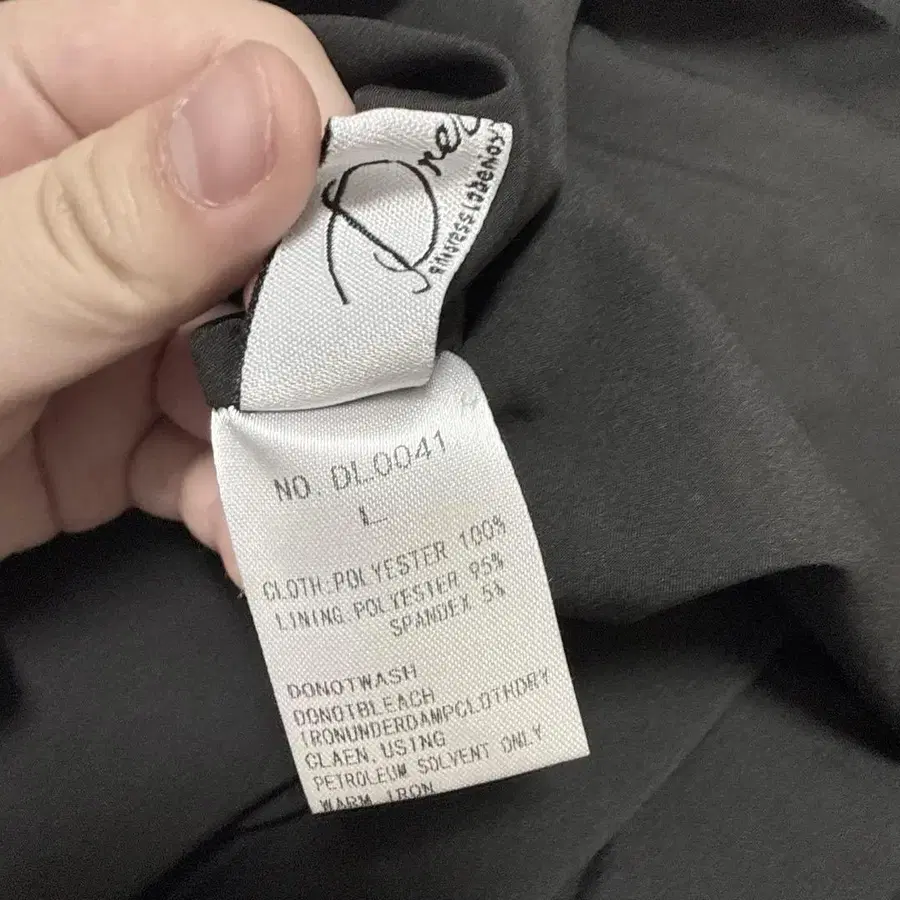 NO. DL0041
L
CLOTH:POLYESTER 100%
LINING.POLYESTER 95%
SPANDEX 5%
DONOTWASH
DONOTBLEACH
IRONUNDERDAMPCLOTHDRY
CLAEN.USING
PETROLEUM SOLVENT ONLY
WARM IRON